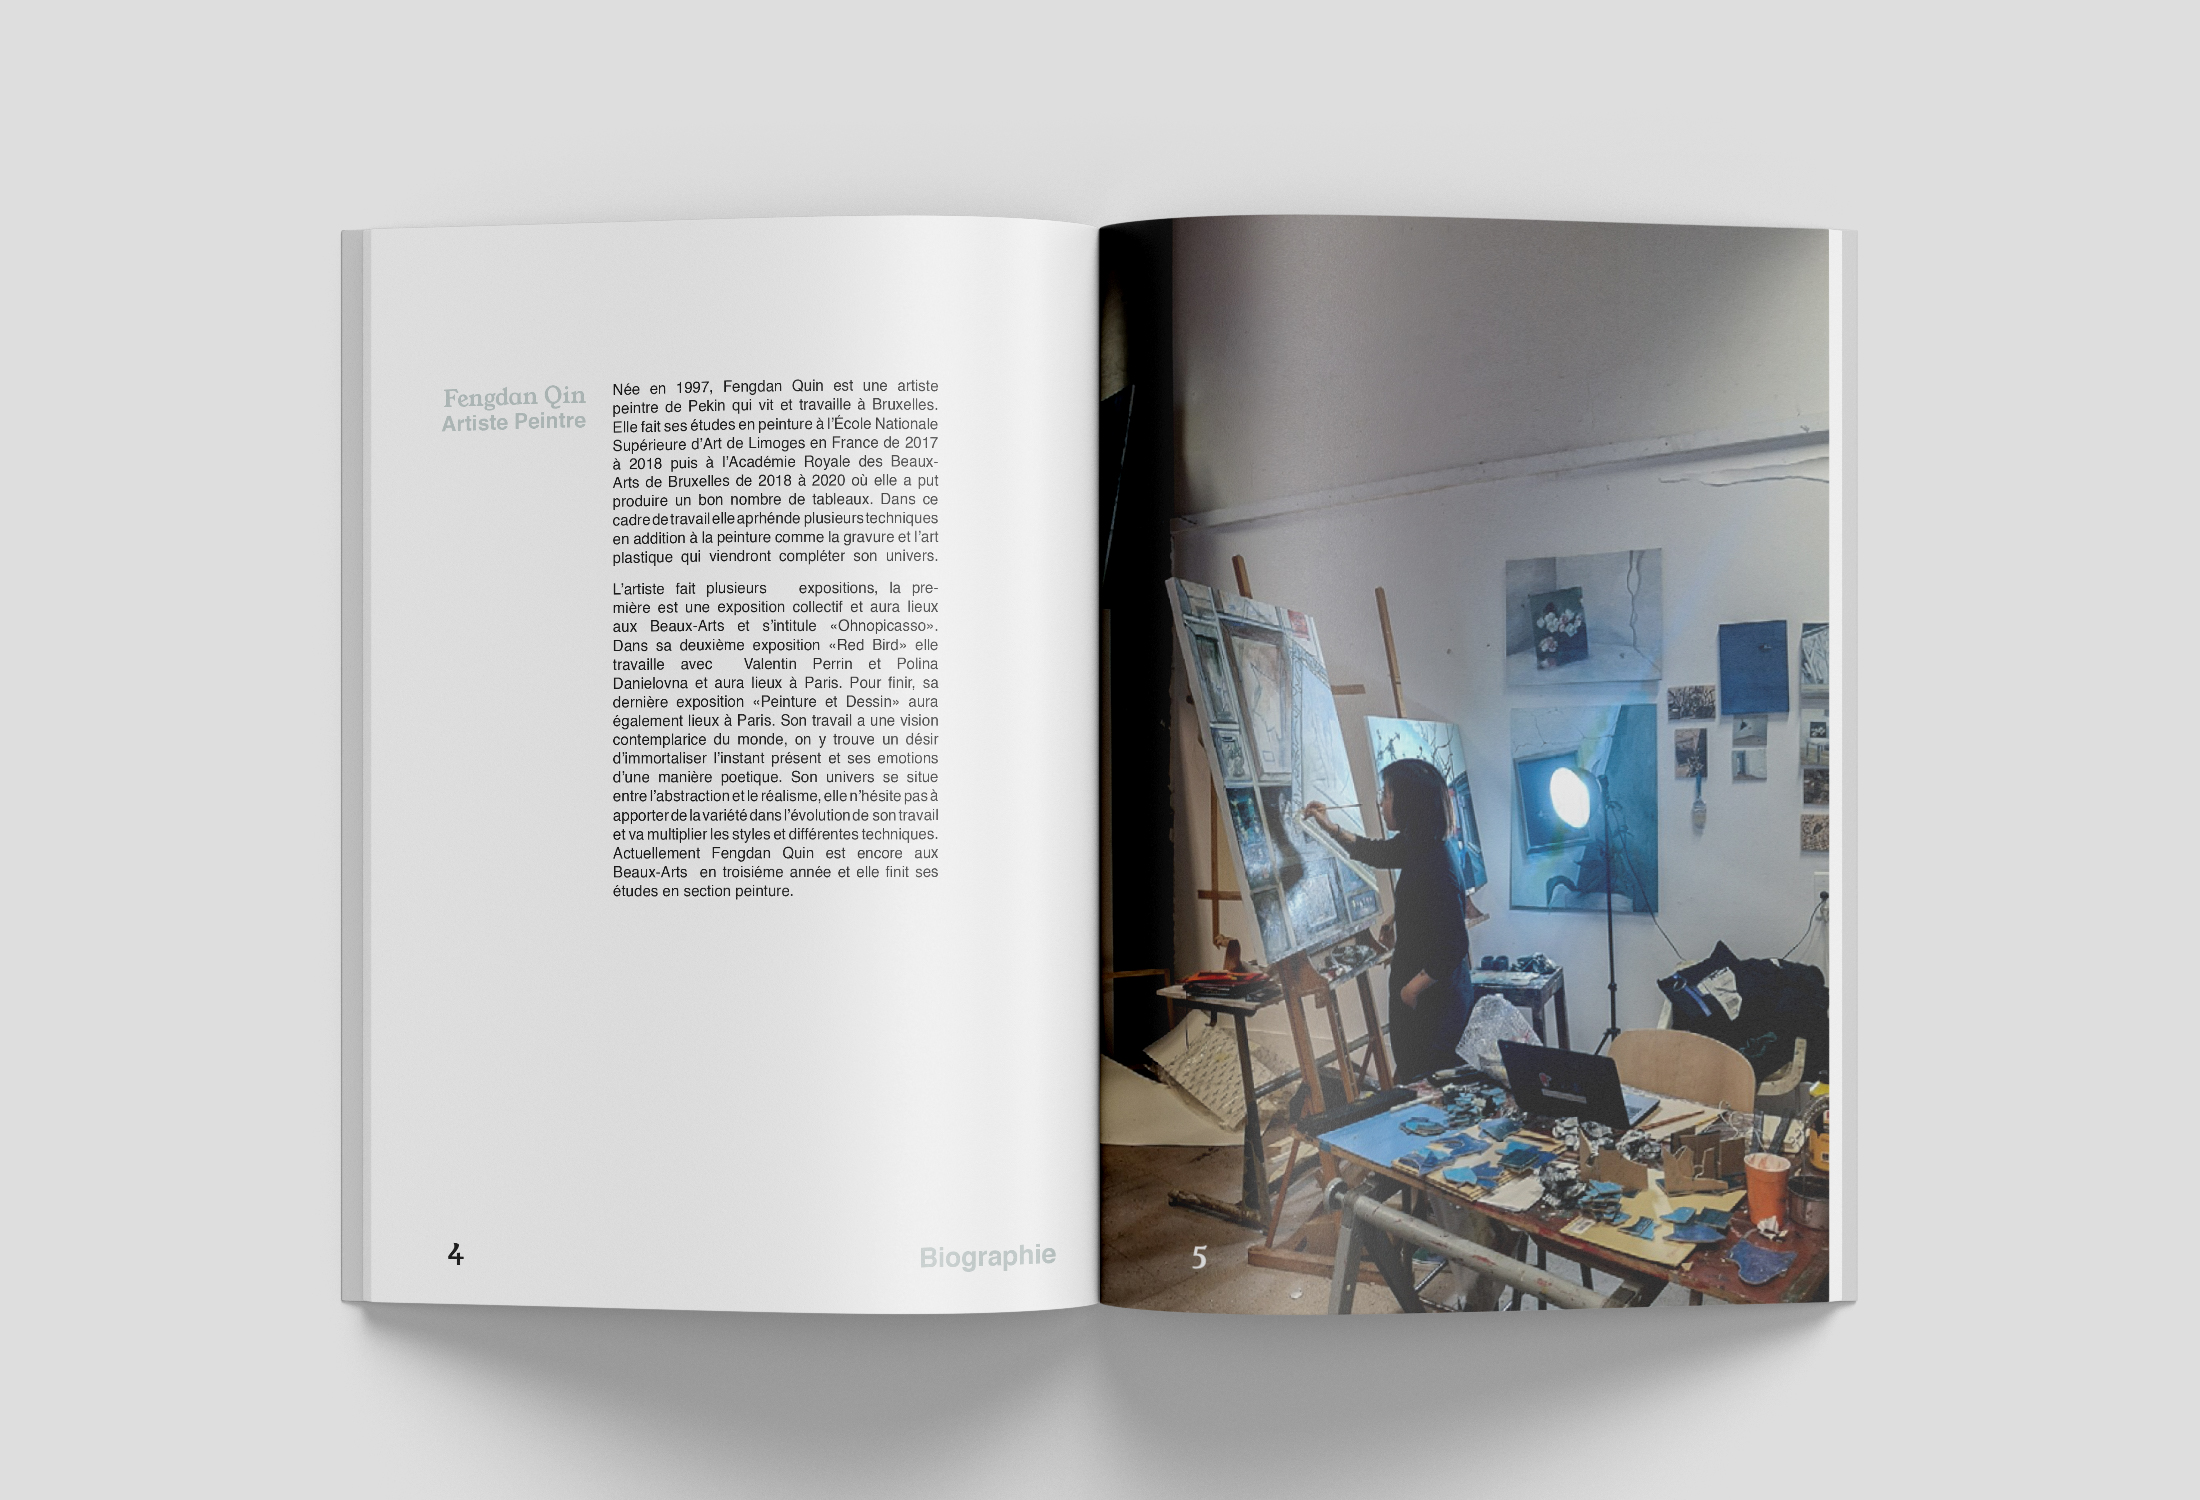 Fengdan Qin
Artiste Peintre
Née en 1997, Fengdan Quin est une artiste
peintre de Pekin qui vit et travaille à Bruxelles.
Elle fait ses études en peinture à l'École Nationale
Supérieure d'Art de Limoges en France de 2017
à 2018 puis à l'Académie Royale des Beaux-
Arts de Bruxelles de 2018 à 2020 où elle a put
produire un bon nombre de tableaux. Dans ce
cadre de travail elle aprhénde plusieurs techniques
en addition à la peinture comme la gravure et l'art
plastique qui viendront compléter son univers.
L'artiste fait plusieurs expositions, la pre-
mière est une exposition collectif et aura lieux
aux Beaux-Arts et s'intitule «Ohnopicasso».
Dans sa deuxième exposition «Red Bird» elle
travaille avec Valentin Perrin et Polina
Danielovna et aura lieux à Paris. Pour finir, sa
dernière exposition «Peinture et Dessin» aura
également lieux à Paris. Son travail a une vision
contemplarice du monde, on y trouve un désir
d'immortaliser l'instant présent et ses emotions
d'une manière poetique. Son univers se situe
entre l'abstraction et le réalisme, elle n'hésite pas à
apporter de la variété dans l'évolution de son travail
et va multiplier les styles et différentes techniques.
Actuellement Fengdan Quin est encore aux
Beaux-Arts en troisiéme année et elle finit ses
études en section peinture.
4
Biographie
5